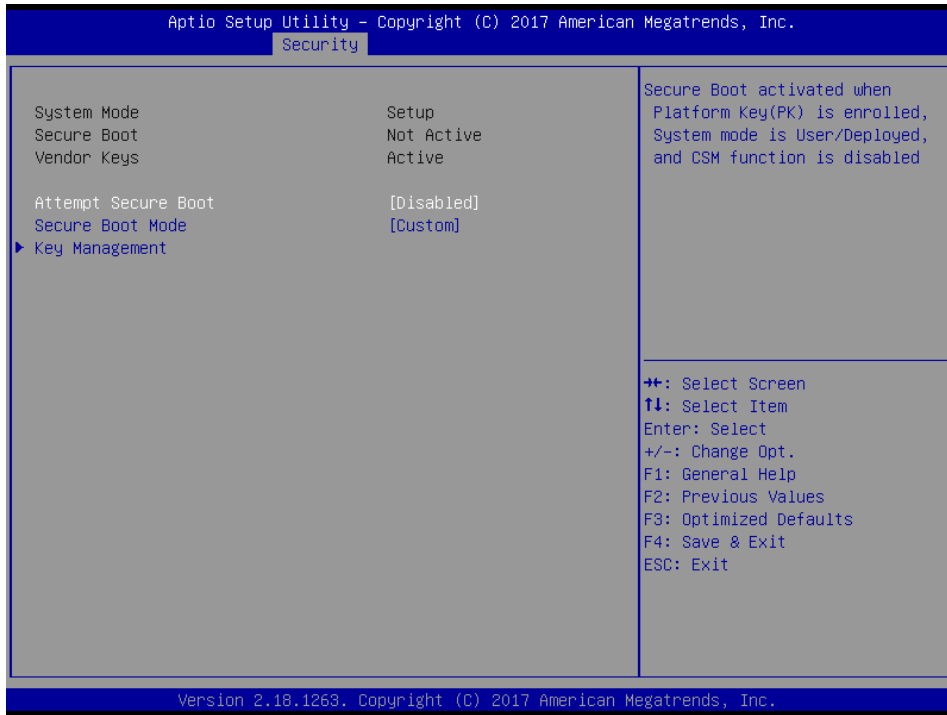 Aptio Setup Utility – Copyright (C) 2017 American Megatrends, Inc.
Security
System Mode Setup
Secure Boot Not Active
Vendor Keys Active
Attempt Secure Boot [Disabled]
Secure Boot Mode [Custom]
Key Management
Secure Boot activated when
Platform Key(PK) is enrolled,
System mode is User/Deployed,
and CSM function is disabled
→←: Select Screen
↑↓: Select Item
Enter: Select
+/-: Change Opt.
F1: General Help
F2: Previous Values
F3: Optimized Defaults
F4: Save & Exit
ESC: Exit
Version 2.18.1263. Copyright (C) 2017 American Megatrends, Inc.